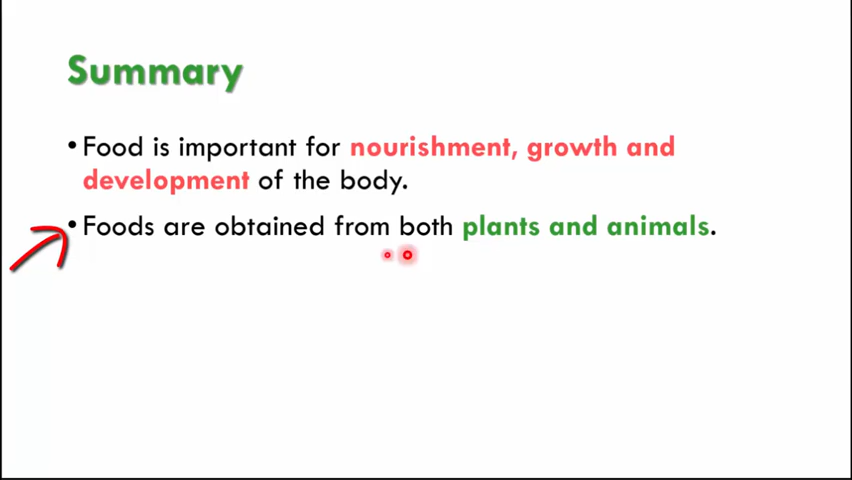 Summary
•Food is important for nourishment, growth and
development of the body.
•Foods are obtained from both plants and animals.